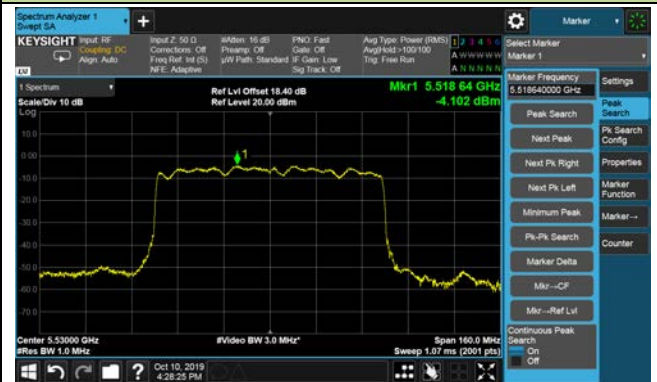 Spectrum Analyzer 1
Swept SA
+
Marker
KEYSIGHT
Input: RF
Coupling: DC
Align: Auto
Input Z: 50 Ω
Corrections: Off
Freq Ref: Int (S)
NFE: Adaptive
#Atten: 16 dB
Preamp: Off
µW Path: Standard
PNO: Fast
Gate: Off
IF Gain: Low
Sig Track: Off
Avg Type: Power (RMS)
Avg|Hold:>100/100
Trig: Free Run
1 2 3 4 5 6
A W W W W W
A N N N N N
Select Marker
Marker 1
LXI
1 Spectrum
Scale/Div 10 dB
Log
Ref Lvl Offset 18.40 dB
Ref Level 20.00 dBm
Mkr1 5.518 64 GHz
-4.102 dBm
10.0
0.00
-10.0
-20.0
-30.0
-40.0
-50.0
-60.0
-70.0
1
Center 5.53000 GHz
#Res BW 1.0 MHz
#Video BW 3.0 MHz*
Span 160.0 MHz
Sweep 1.07 ms (2001 pts)
Marker Frequency
5.518640000 GHz
Peak Search
Next Peak
Next Pk Right
Next Pk Left
Minimum Peak
Pk-Pk Search
Marker Delta
Mkr→CF
Mkr→Ref Lvl
Continuous Peak Search
On
Off
Settings
Peak Search
Pk Search Config
Properties
Marker Function
Marker→
Counter
?
Oct 10, 2019
4:28:25 PM